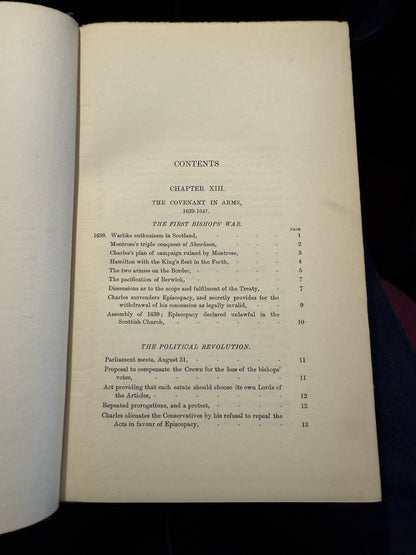 CONTENTS
CHAPTER XIII.
THE COVENANT IN ARMS,
1639-1641.
THE FIRST BISHOPS' WAR.
PAGE
1639. Warlike enthusiasm in Scotland, - - - - 1
Montrose's triple conquest of Aberdeen, - - - 2
Charles's plan of campaign ruined by Montrose, - - 3
Hamilton with the King's fleet in the Forth, - - - 4
The two armies on the Border, - - - - 5
The pacification of Berwick, - - - - - 7
Dissensions as to the scope and fulfilment of the Treaty, - 7
Charles surrenders Episcopacy, and secretly provides for the
withdrawal of his concession as legally invalid, - - 9
Assembly of 1639; Episcopacy declared unlawful in the
Scottish Church, - - - - - - 10
THE POLITICAL REVOLUTION.
Parliament meets, August 31, - - - - 11
Proposal to compensate the Crown for the loss of the bishops'
votes, - - - - - - - 11
Act providing that each estate should choose its own Lords of
the Articles, - - - - - - 12
Repeated prorogations, and a protest, - - - - 13
Charles alienates the Conservatives by his refusal to repeal the
Acts in favour of Episcopacy, - - - - 13